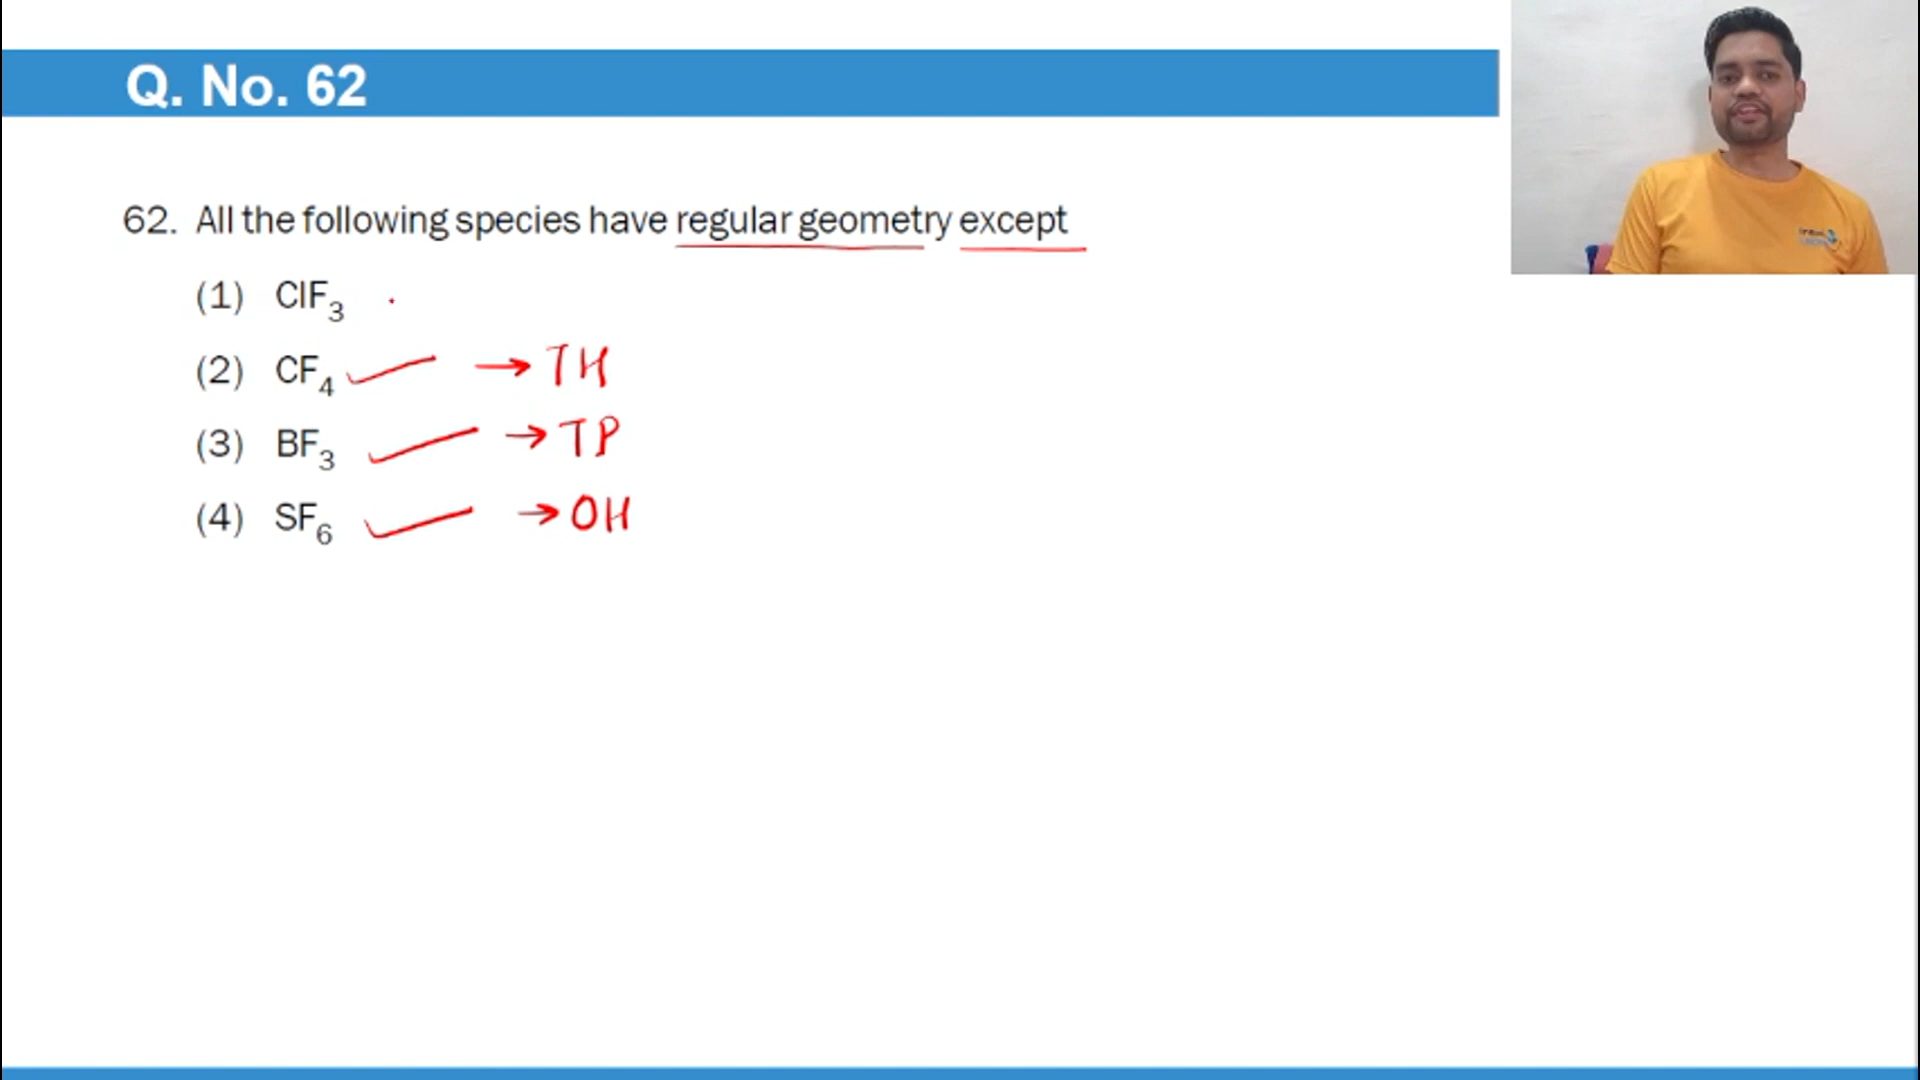 Q. No. 62
62. All the following species have regular geometry except
(1) ClF3
(2) CF4 → TH
(3) BF3 → TP
(4) SF6 → OH